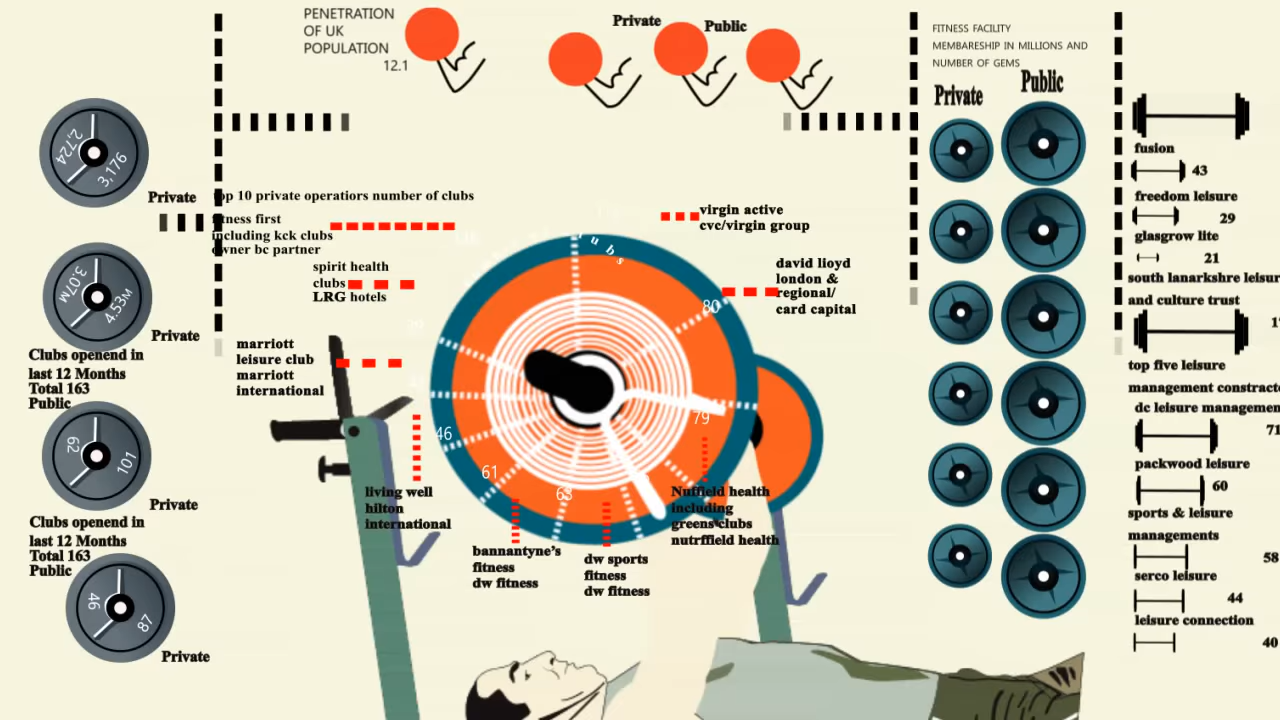 PENETRATION
OF UK
POPULATION
12.1
Private
Public
FITNESS FACILITY
MEMBARESHIP IN MILLIONS AND
NUMBER OF GEMS
Private
Public
2,724
3,176
Private
op 10 private operatiors number of clubs
fitness first
including kck clubs
owner bc partner
spirit health
clubs
LRG hotels
marriott
leisure club
marriott
international
living well
hilton
international
bannantyne's
fitness
dw fitness
dw sports
fitness
dw fitness
Nuffield health
including
greens clubs
nutrffield health
virgin active
cvc/virgin group
david lloyd
london &
regional/
card capital
ubs
80
79
63
61
46
3.07M
4.53M
Private
Clubs openend in
last 12 Months
Total 163
Public
62
101
Private
Clubs openend in
last 12 Months
Total 163
Public
46
87
Private
fusion
43
freedom leisure
29
glasgrow lite
21
south lanarkshre leisur
and culture trust
top five leisure
management constracto
dc leisure managemen
71
packwood leisure
60
sports & leisure
managements
58
serco leisure
44
leisure connection
40